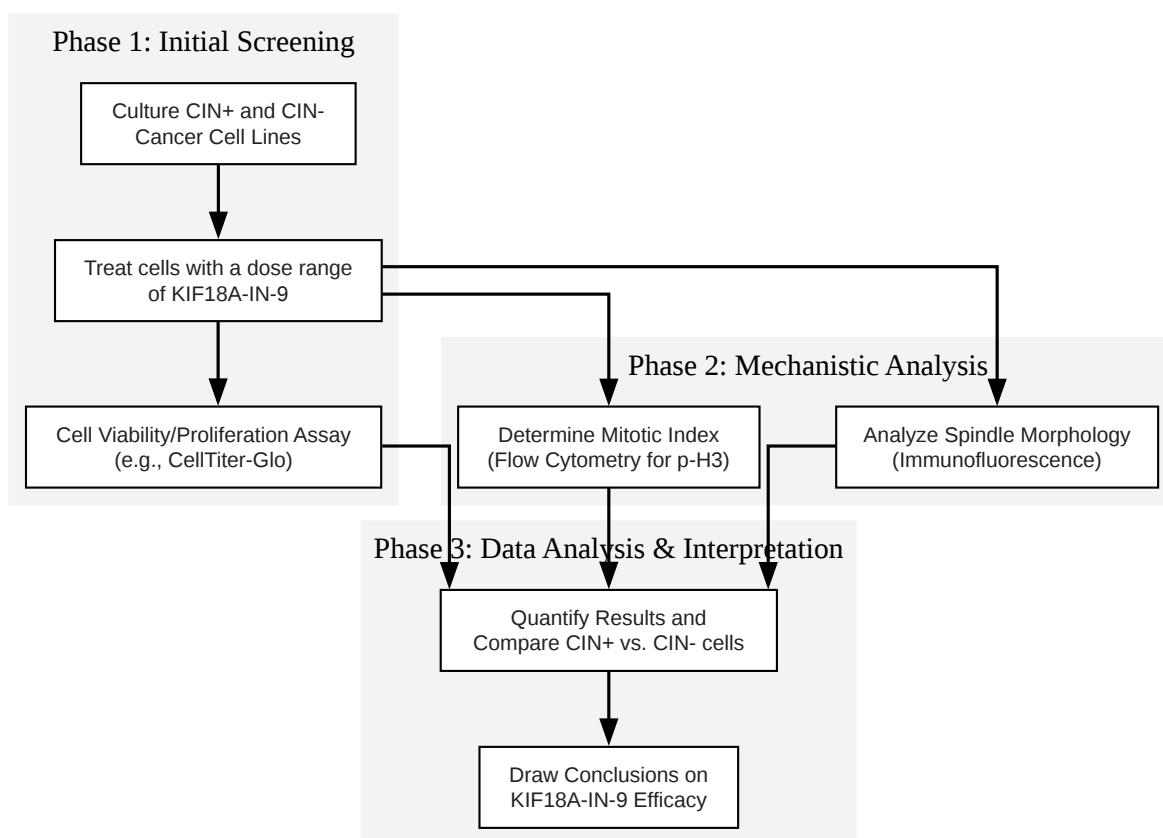 Phase 1: Initial Screening
Culture CIN+ and CIN-
Cancer Cell Lines
Treat cells with a dose range
of KIF18A-IN-9
Cell Viability/Proliferation Assay
(e.g., CellTiter-Glo)
Phase 2: Mechanistic Analysis
Determine Mitotic Index
(Flow Cytometry for p-H3)
Analyze Spindle Morphology
(Immunofluorescence)
Phase 3: Data Analysis & Interpretation
Quantify Results and
Compare CIN+ vs. CIN- cells
Draw Conclusions on
KIF18A-IN-9 Efficacy